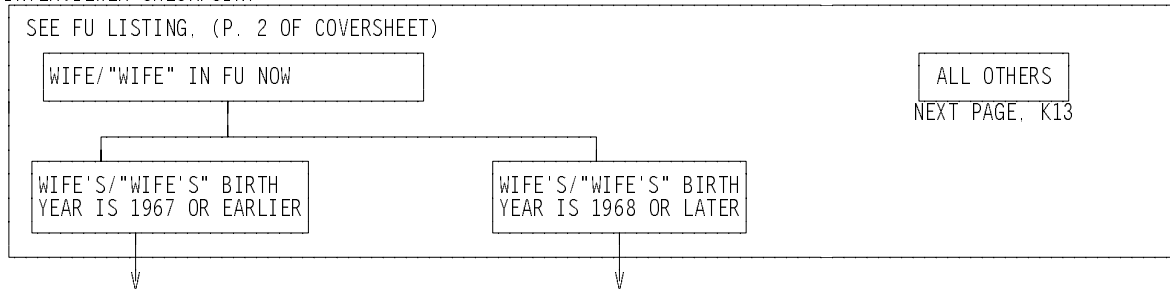 SEE FU LISTING, (P. 2 OF COVERSHEET)
WIFE/"WIFE" IN FU NOW
ALL OTHERS
NEXT PAGE, K13
WIFE'S/"WIFE'S" BIRTH
YEAR IS 1967 OR EARLIER
WIFE'S/"WIFE'S" BIRTH
YEAR IS 1968 OR LATER